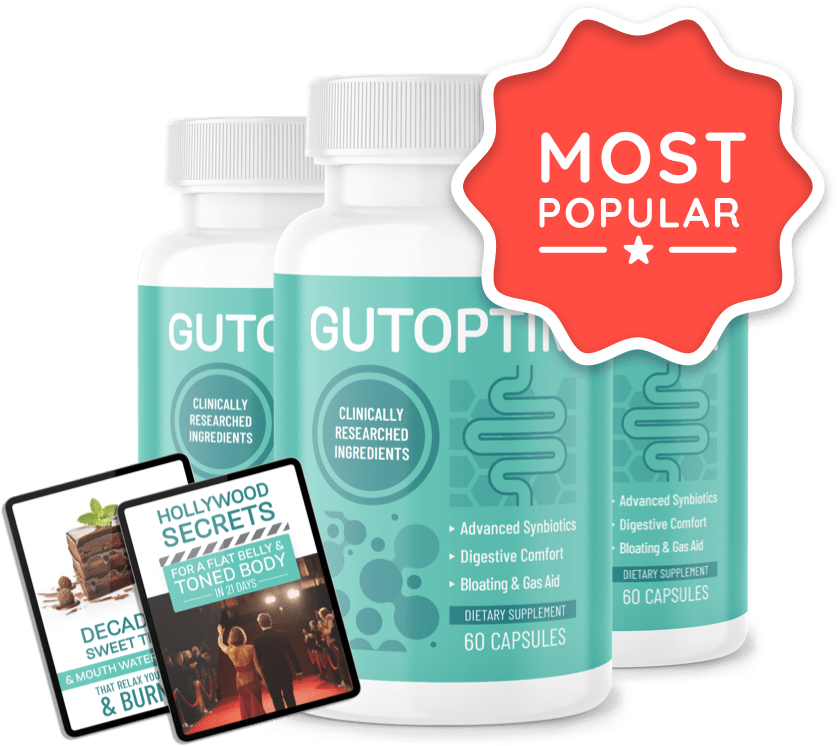 MOST
POPULAR
GUTOPTI
CLINICALLY
RESEARCHED
INGREDIENTS
Advanced Synbiotics
Digestive Comfort
Bloating & Gas Aid
DIETARY SUPPLEMENT
60 CAPSULES
GUTO
CLINICALLY
RESEARCHED
INGREDIENTS
Advanced Synbiotics
Digestive Comfort
Bloating & Gas Aid
DIETARY SUPPLEMENT
60 CAPSULES
DECAD
SWEET T
& MOUTH WATER
THAT RELAX YOU
& BURN
HOLLYWOOD
SECRETS
FOR A FLAT BELLY &
TONED BODY
IN 21 DAYS